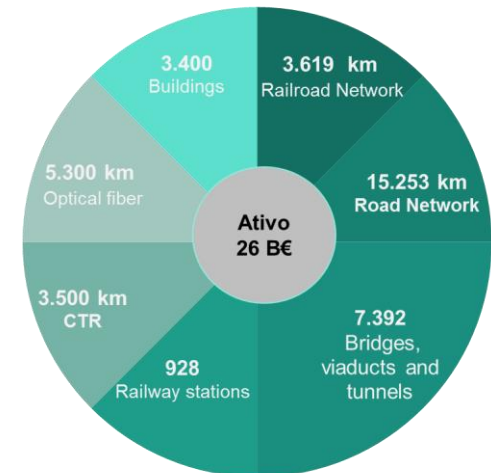 3.400
Buildings
3.619 km
Railroad Network
5.300 km
Optical fiber
15.253 km
Road Network
Ativo
26 B€
3.500 km
CTR
7.392
Bridges,
viaducts and
tunnels
928
Railway stations